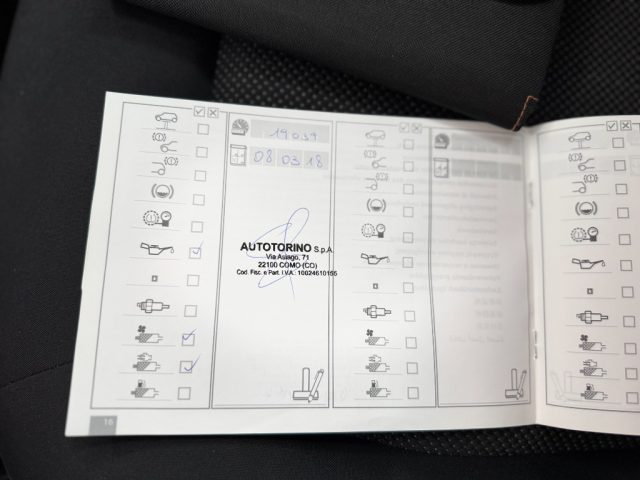 19039
08 03 18
AUTOTORINO S.p.A.
Via Asiago, 71
22100 COMO (CO)
Cod. Fisc. e Part. I.V.A.: 10024610155
16